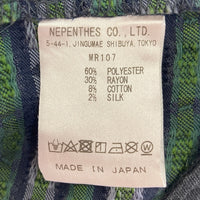 NEPENTHES CO., LTD.
5-44-1, JINGUMAE SHIBUYA, TOKYO
MR107
60% POLYESTER
30% RAYON
8% COTTON
2% SILK
MADE IN JAPAN